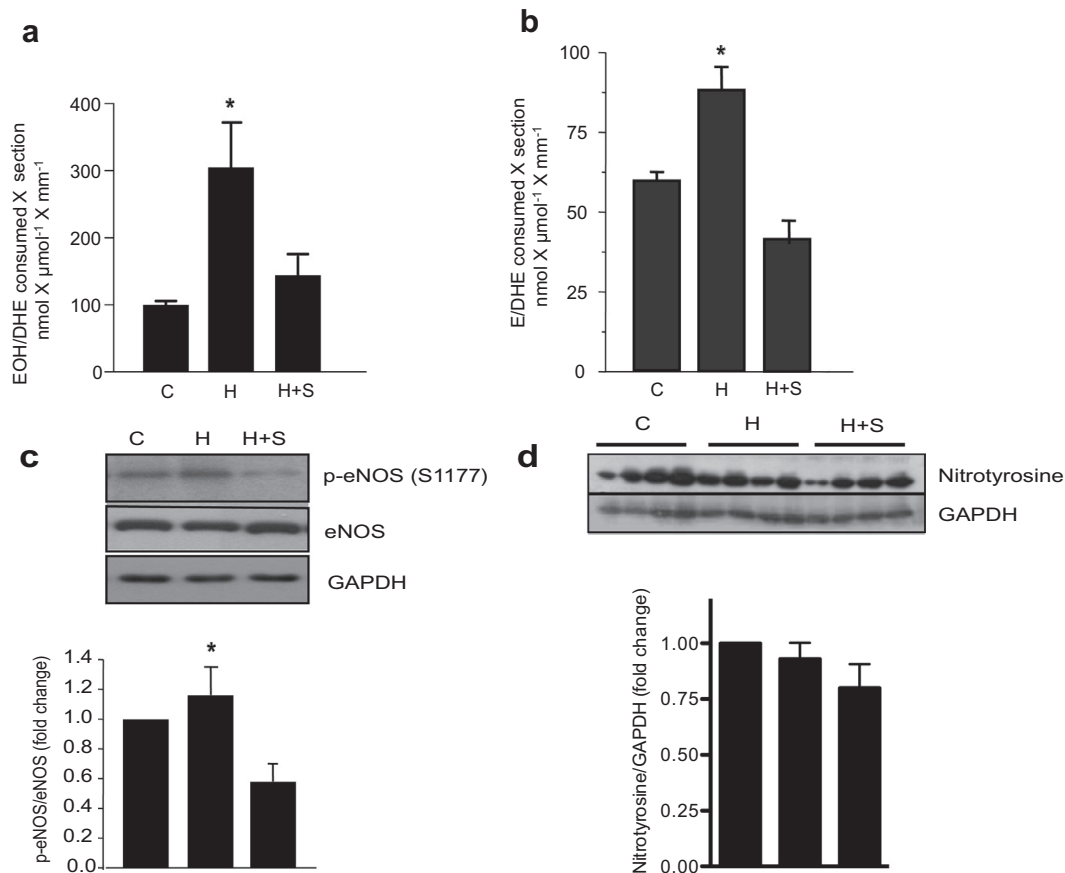 a
EOH/DHE consumed X section
nmol X µmol-1 X mm-1
400
300
200
100
0
*
C H H+S
b
E/DHE consumed X section
nmol X µmol-1 X mm-1
100
75
50
25
0
*
C H H+S
c
C H H+S
p-eNOS (S1177)
eNOS
GAPDH
p-eNOS/eNOS (fold change)
1.4
1.2
1.0
0.8
0.6
0.4
0.2
0.0
*
d
C H H+S
Nitrotyrosine
GAPDH
Nitrotyrosine/GAPDH (fold change)
1.00
0.75
0.50
0.25
0.00